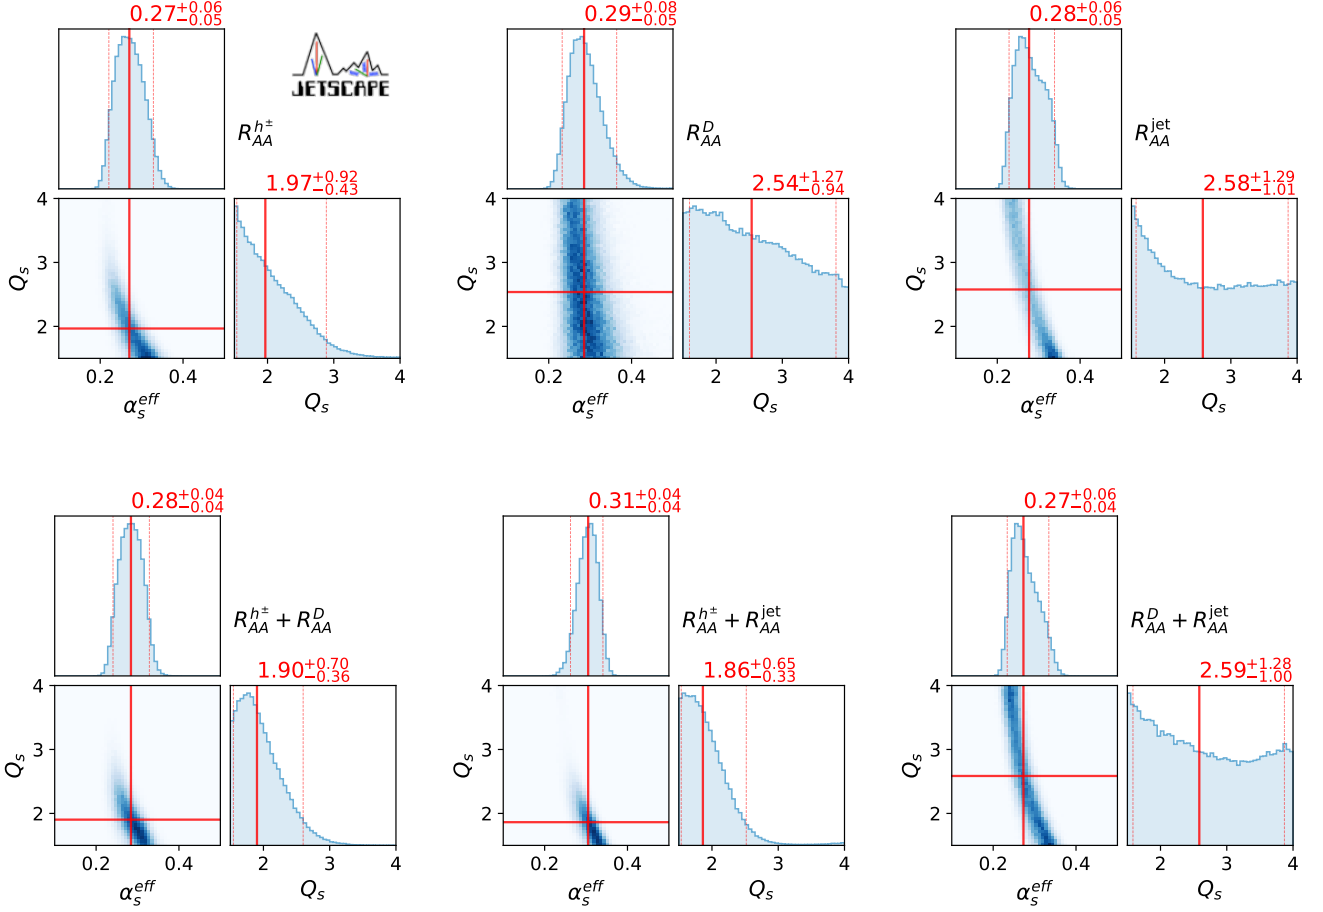 0.27+0.06−0.05
0.29+0.08−0.05
0.28+0.06−0.05
JETSCAPE
R_AA^h±
R_AA^D
R_AA^jet
1.97+0.92−0.43
2.54+1.27−0.94
2.58+1.29−1.01
4
3
2
Q_s
4
3
2
Q_s
4
3
2
Q_s
0.2 0.4 2 3 4
0.2 0.4 2 3 4
0.2 0.4 2 3 4
α_s^eff Q_s
α_s^eff Q_s
α_s^eff Q_s
0.28+0.04−0.04
0.31+0.04−0.04
0.27+0.06−0.04
R_AA^h± + R_AA^D
R_AA^h± + R_AA^jet
R_AA^D + R_AA^jet
1.90+0.70−0.36
1.86+0.65−0.33
2.59+1.28−1.00
4
3
2
Q_s
4
3
2
Q_s
4
3
2
Q_s
0.2 0.4 2 3 4
0.2 0.4 2 3 4
0.2 0.4 2 3 4
α_s^eff Q_s
α_s^eff Q_s
α_s^eff Q_s